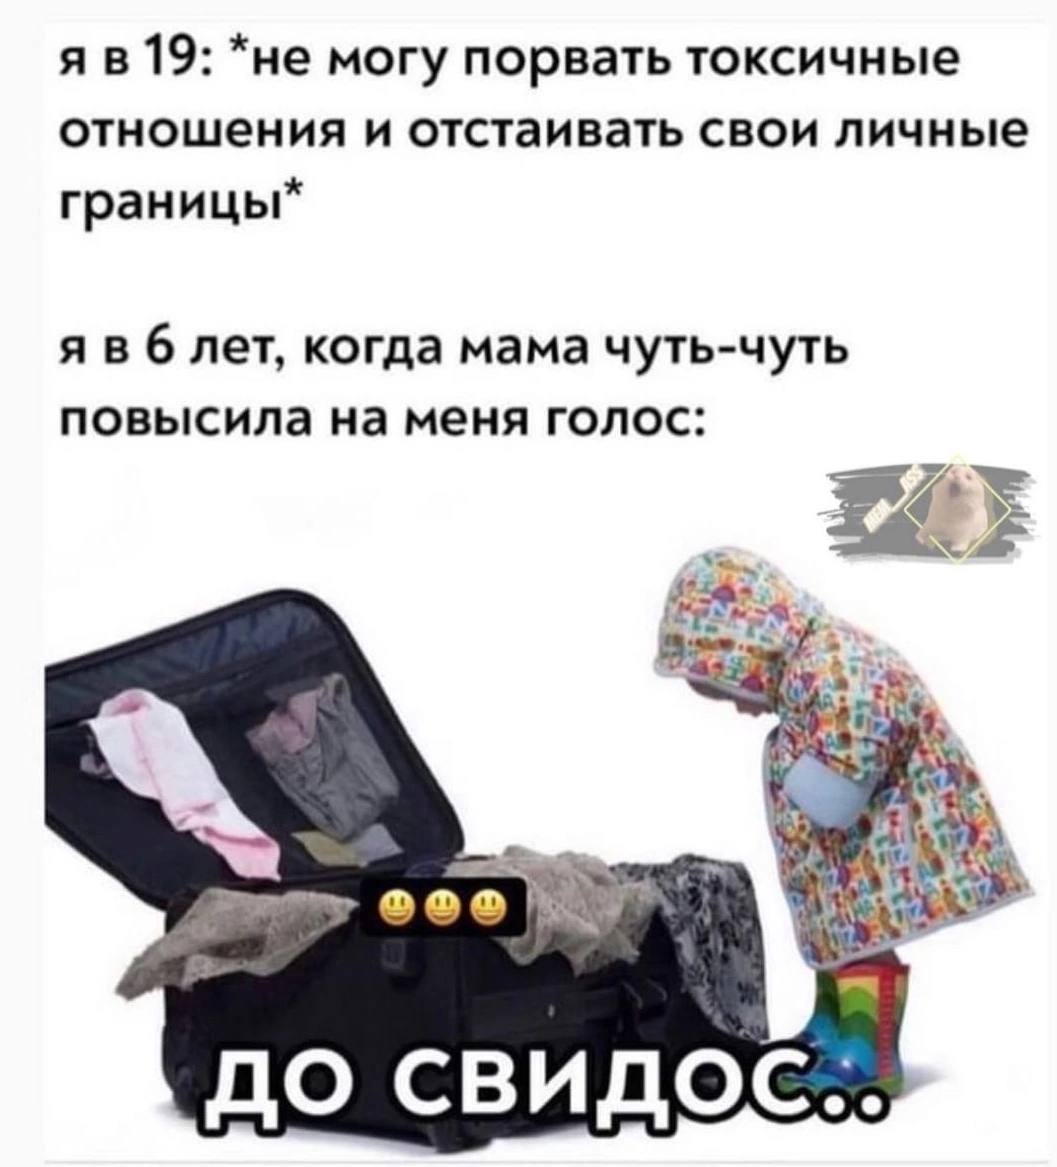 я в 19: *не могу порвать токсичные
отношения и отстаивать свои личные
границы*
я в 6 лет, когда мама чуть-чуть
повысила на меня голос:
MEM__ASS
😃😃😃
ДО СВИДОС..